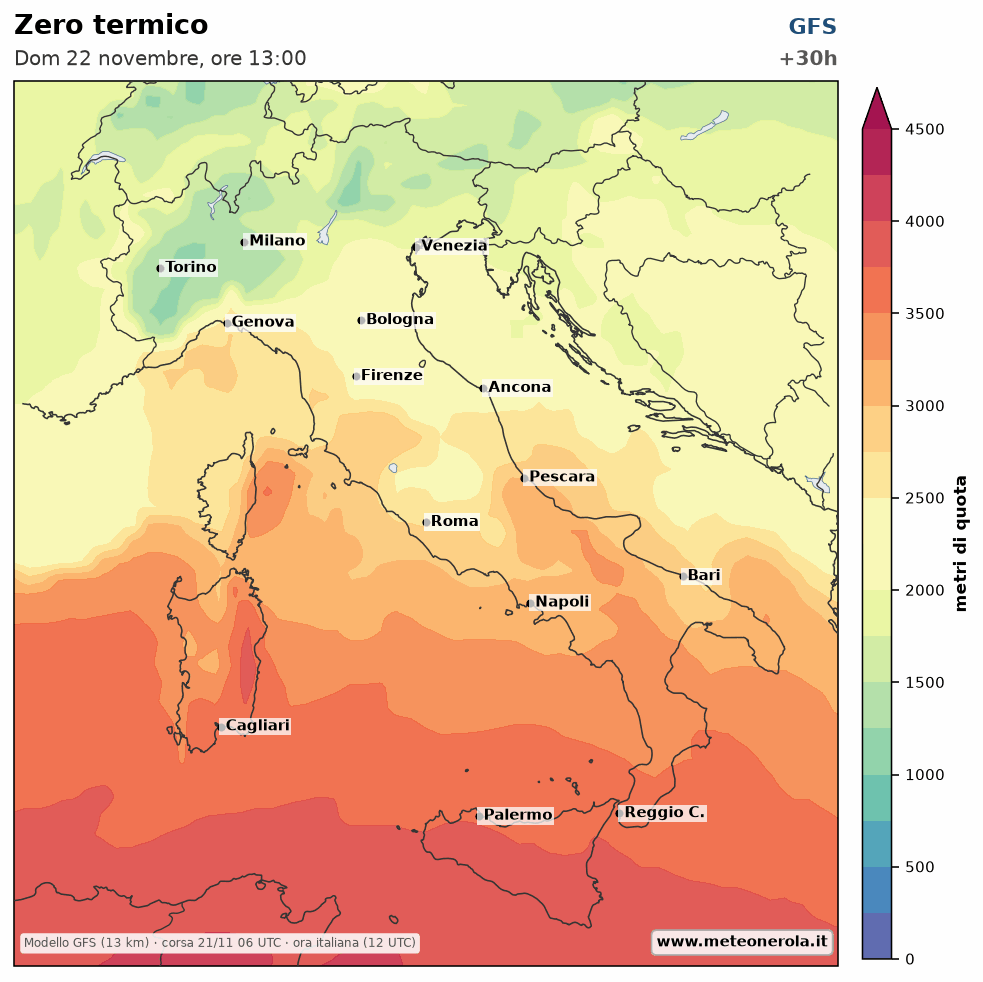 Zero termico
GFS
Dom 22 novembre, ore 13:00
+30h
Milano
Venezia
Torino
Genova
Bologna
Firenze
Ancona
Pescara
Roma
Bari
Napoli
Cagliari
Palermo
Reggio C.
4500
4000
3500
3000
2500
2000
1500
1000
500
0
metri di quota
Modello GFS (13 km) · corsa 21/11 06 UTC · ora italiana (12 UTC)
www.meteonerola.it